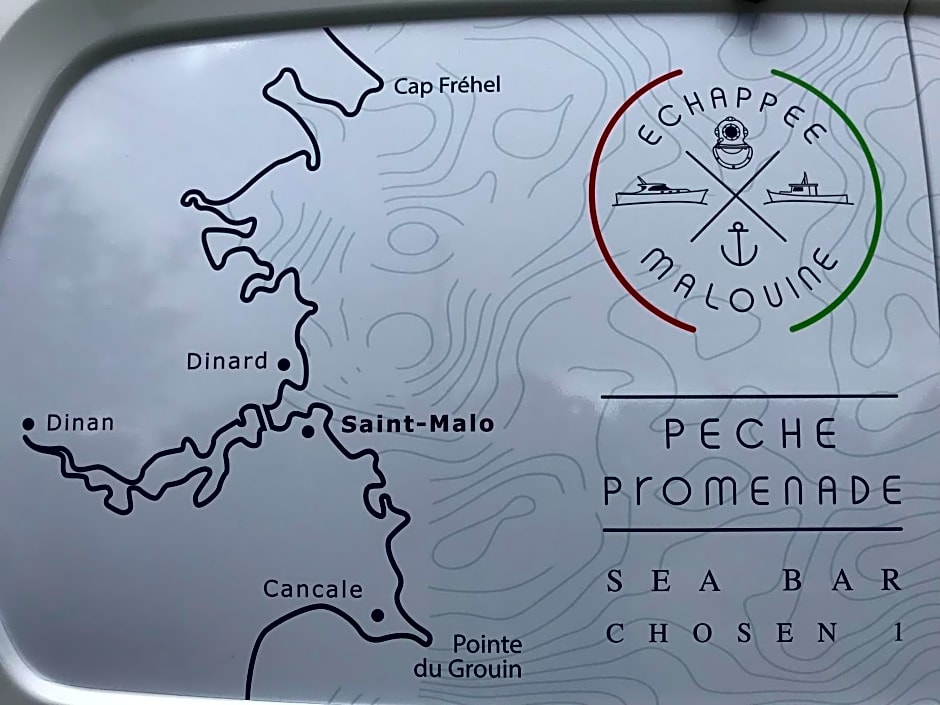 Cap Fréhel
ECHAPPEE
MALOUINE
Dinard
Dinan
Saint-Malo
PECHE
PROMENADE
Cancale
Pointe
du Grouin
SEA BAR
CHOSEN 1